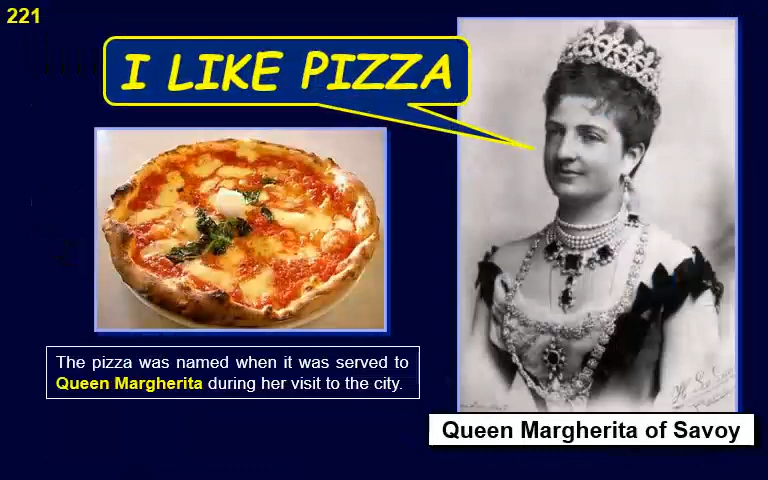 221
I LIKE PIZZA
The pizza was named when it was served to
Queen Margherita during her visit to the city.
Queen Margherita of Savoy